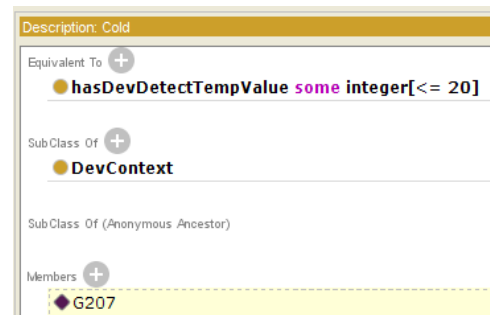 Description: Cold
Equivalent To
hasDevDetectTempValue some integer[<= 20]
SubClass Of
DevContext
SubClass Of (Anonymous Ancestor)
Members
G207